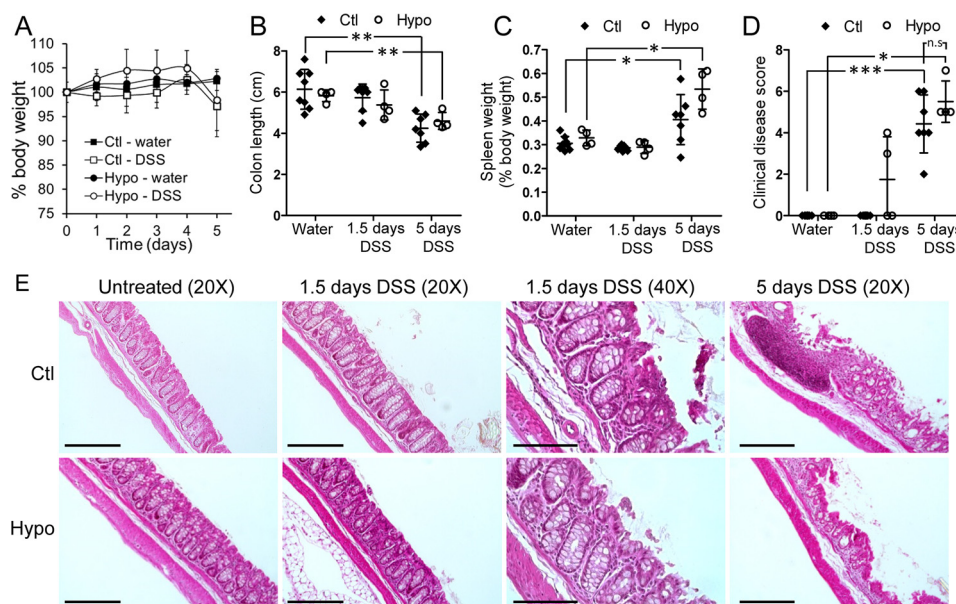 A
% body weight
110
105
100
95
90
85
80
75
0 1 2 3 4 5
Time (days)
Ctl - water
Ctl - DSS
Hypo - water
Hypo - DSS
B
Ctl Hypo
** **
Colon length (cm)
8
6
4
2
0
Water 1.5 days DSS 5 days DSS
C
Ctl Hypo
* *
Spleen weight
(% body weight)
0.7
0.6
0.5
0.4
0.3
0.2
0.1
0.0
Water 1.5 days DSS 5 days DSS
D
Ctl Hypo
n.s
*
***
Clinical disease score
8
6
4
2
0
Water 1.5 days DSS 5 days DSS
E
Untreated (20X) 1.5 days DSS (20X) 1.5 days DSS (40X) 5 days DSS (20X)
Ctl
Hypo